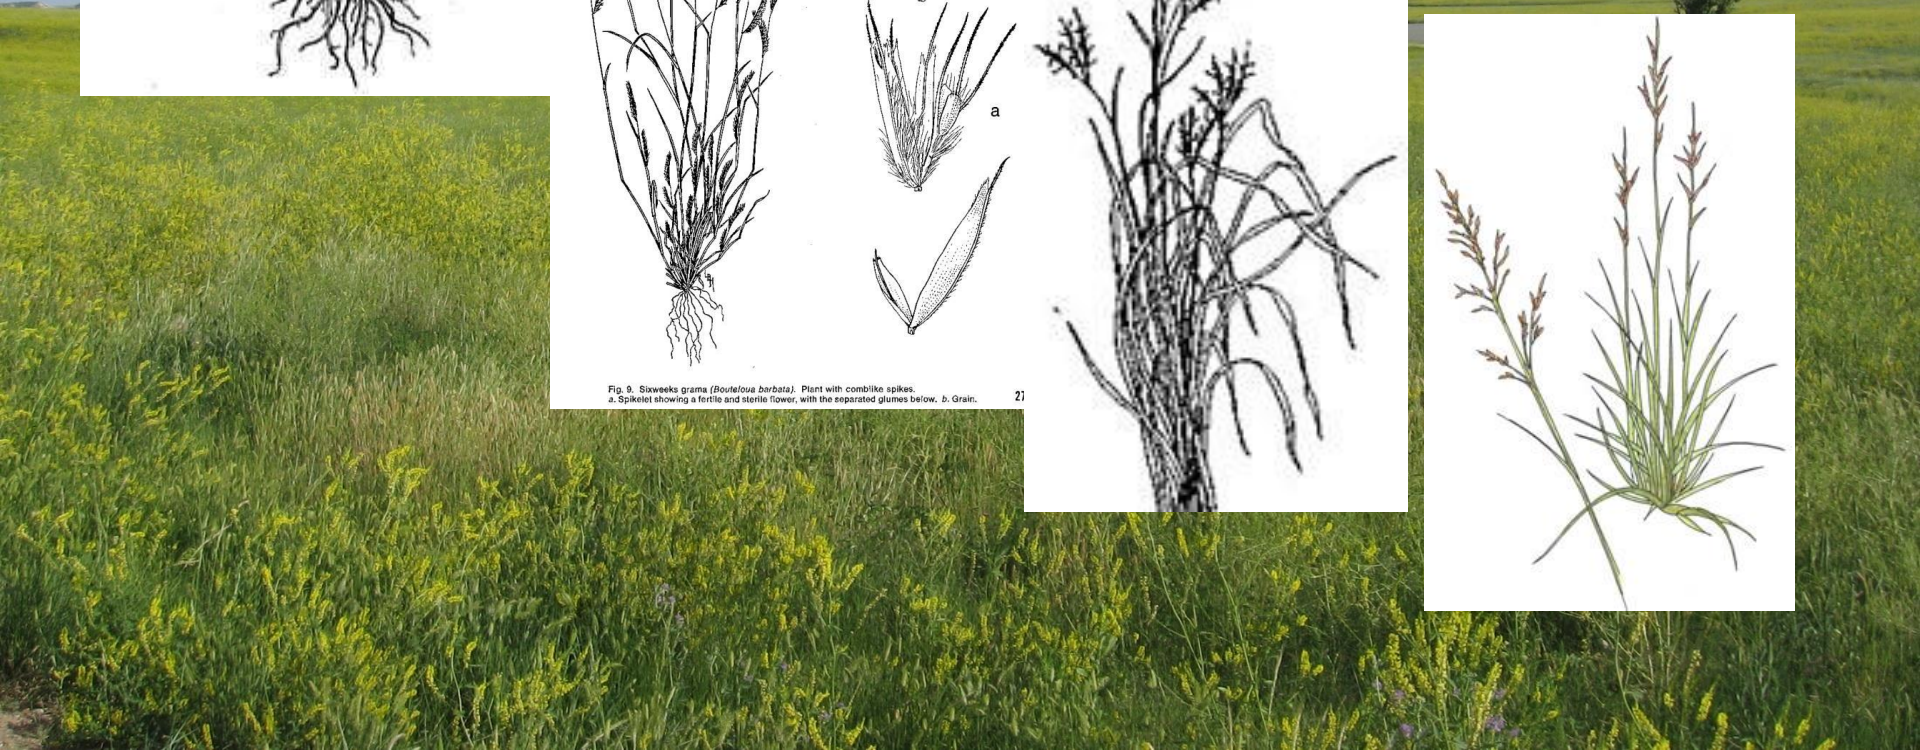 a
Fig. 9. Sixweeks grama (Bouteloua barbata). Plant with comblike spikes.
a. Spikelet showing a fertile and sterile flower, with the separated glumes below. b. Grain.
27